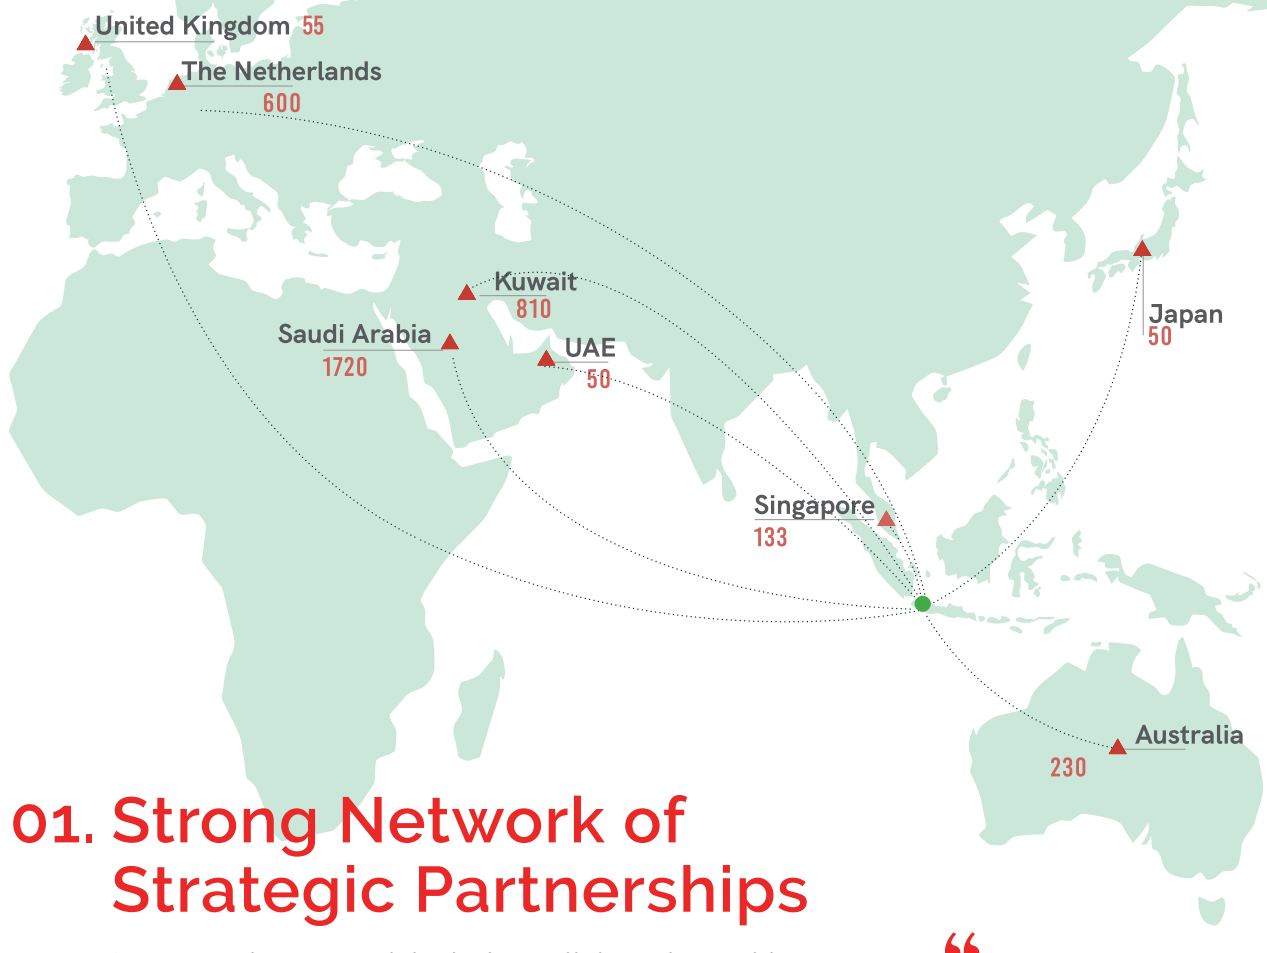 United Kingdom 55
The Netherlands
600
Kuwait
810
Saudi Arabia
1720
UAE
50
Japan
50
Singapore
133
Australia
230
01. Strong Network of
Strategic Partnerships
“